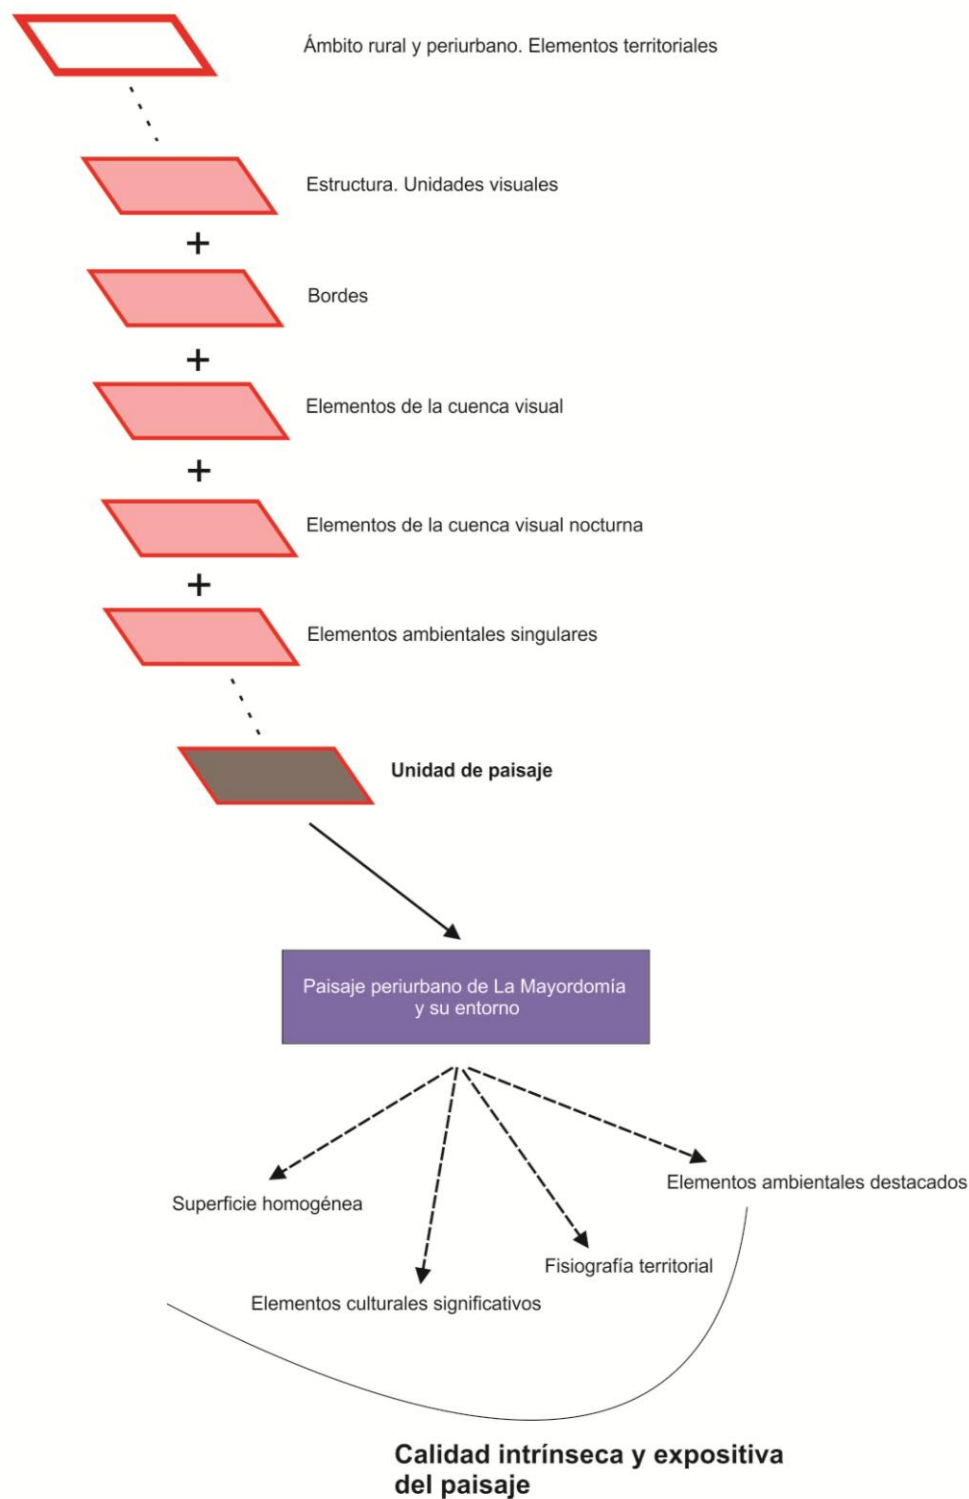 Ámbito rural y periurbano. Elementos territoriales
Estructura. Unidades visuales
+
Bordes
+
Elementos de la cuenca visual
+
Elementos de la cuenca visual nocturna
+
Elementos ambientales singulares
Unidad de paisaje
Paisaje periurbano de La Mayordomía
y su entorno
Elementos ambientales destacados
Superficie homogénea
Fisiografía territorial
Elementos culturales significativos
Calidad intrínseca y expositiva
del paisaje